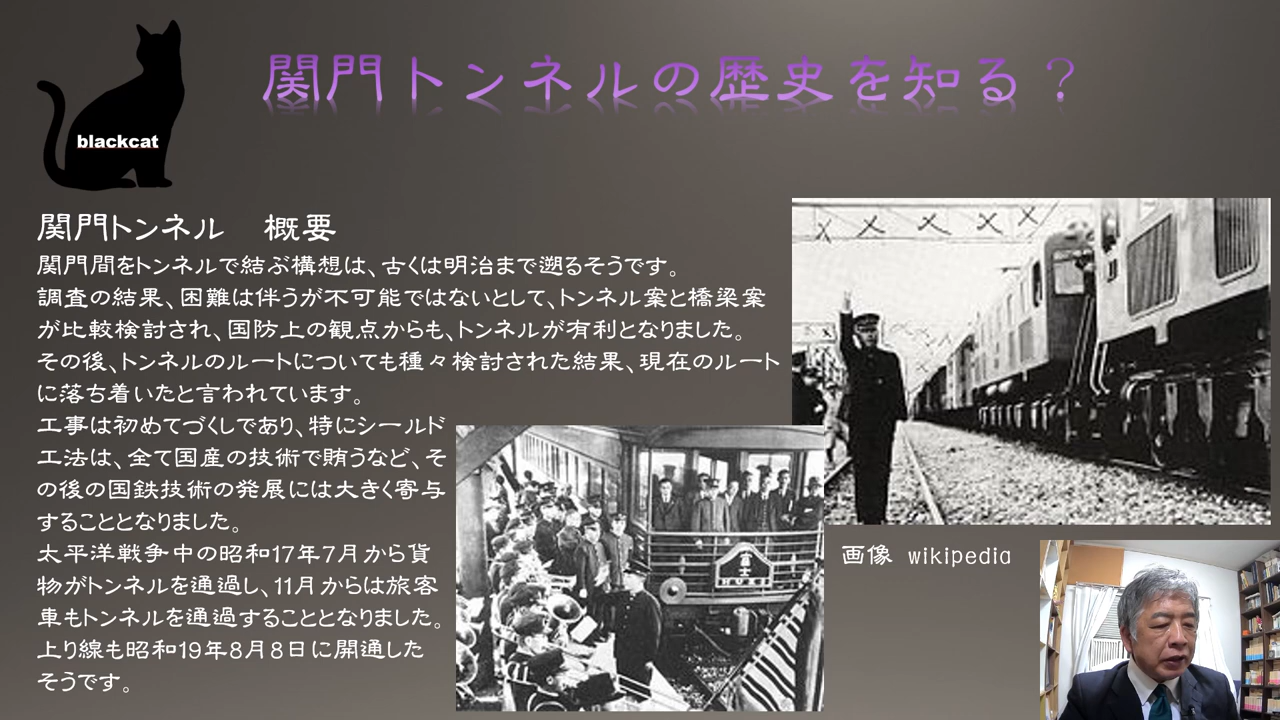 blackcat
関門トンネルの歴史を知る？
関門トンネル　概要
関門間をトンネルで結ぶ構想は、古くは明治まで遡るそうです。
調査の結果、困難は伴うが不可能ではないとして、トンネル案と橋梁案
が比較検討され、国防上の観点からも、トンネルが有利となりました。
その後、トンネルのルートについても種々検討された結果、現在のルート
に落ち着いたと言われています。
工事は初めてづくしであり、特にシールド
工法は、全て国産の技術で賄うなど、そ
の後の国鉄技術の発展には大きく寄与
することとなりました。
太平洋戦争中の昭和17年7月から貨
物がトンネルを通過し、11月からは旅客
車もトンネルを通過することとなりました。
上り線も昭和19年8月8日に開通した
そうです。
富士
画像 wikipedia